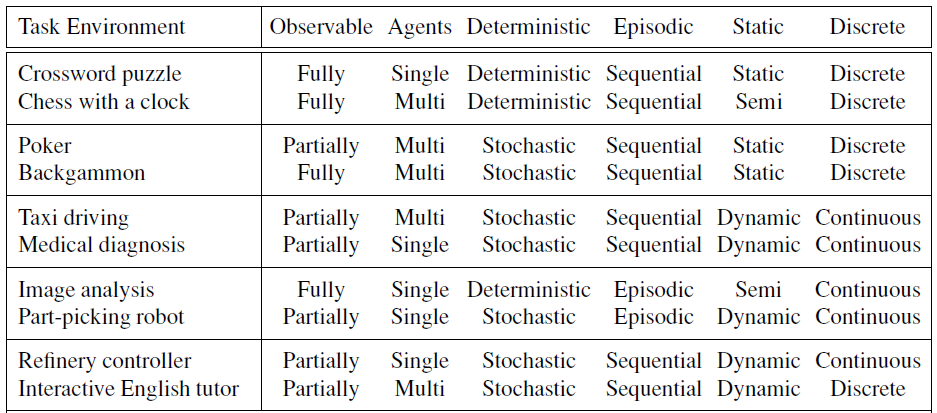 Task Environment Observable Agents Deterministic Episodic Static Discrete
Crossword puzzle Fully Single Deterministic Sequential Static Discrete
Chess with a clock Fully Multi Deterministic Sequential Semi Discrete
Poker Partially Multi Stochastic Sequential Static Discrete
Backgammon Fully Multi Stochastic Sequential Static Discrete
Taxi driving Partially Multi Stochastic Sequential Dynamic Continuous
Medical diagnosis Partially Single Stochastic Sequential Dynamic Continuous
Image analysis Fully Single Deterministic Episodic Semi Continuous
Part-picking robot Partially Single Stochastic Episodic Dynamic Continuous
Refinery controller Partially Single Stochastic Sequential Dynamic Continuous
Interactive English tutor Partially Multi Stochastic Sequential Dynamic Discrete